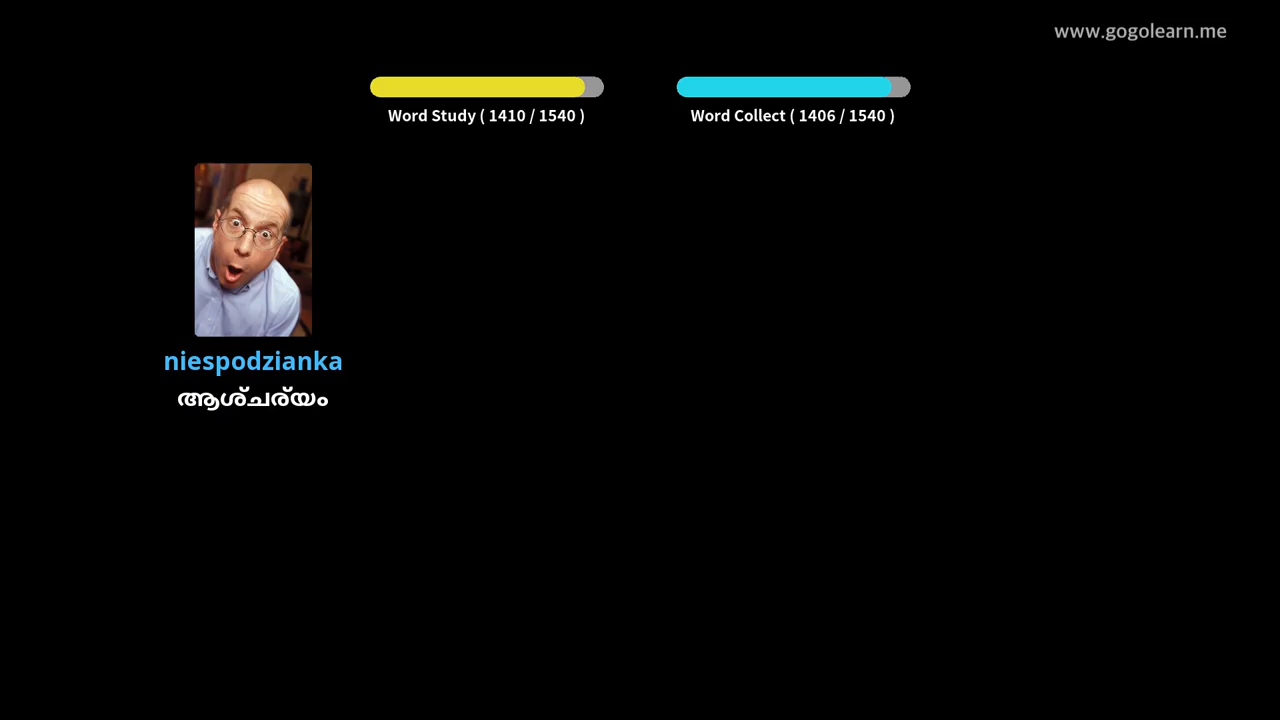 www.gogolearn.me
Word Study ( 1410 / 1540 )
Word Collect ( 1406 / 1540 )
niespodzianka
ആശ്ചര്യം